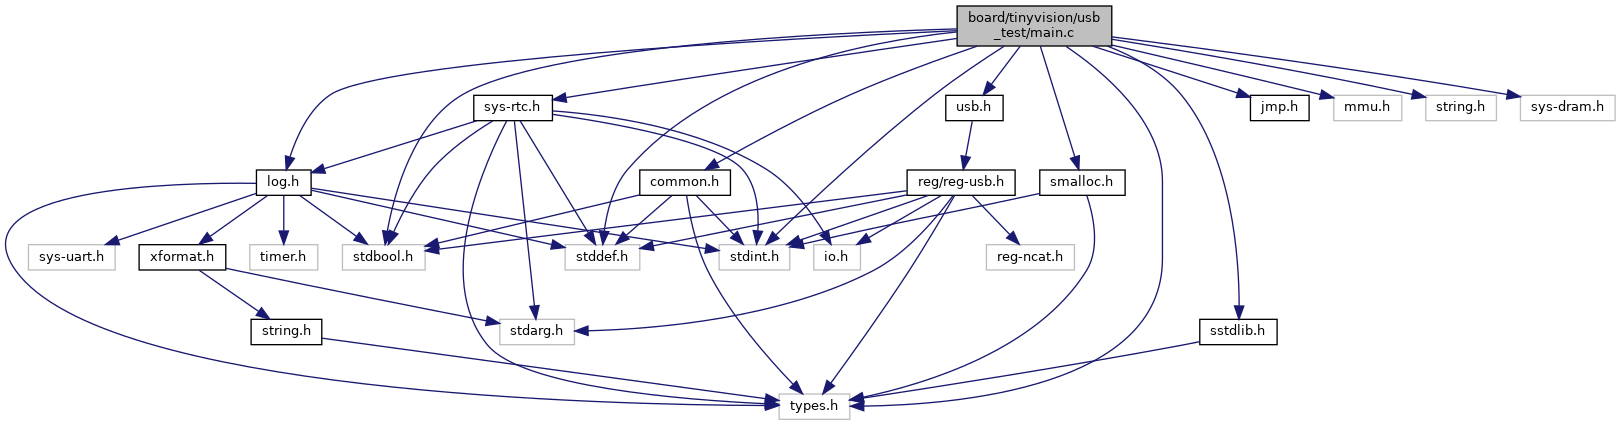 board/tinyvision/usb
_test/main.c
sys-rtc.h
usb.h
jmp.h
mmu.h
string.h
sys-dram.h
log.h
common.h
reg/reg-usb.h
smalloc.h
sys-uart.h
xformat.h
timer.h
stdbool.h
stddef.h
stdint.h
io.h
reg-ncat.h
string.h
stdarg.h
sstdlib.h
types.h